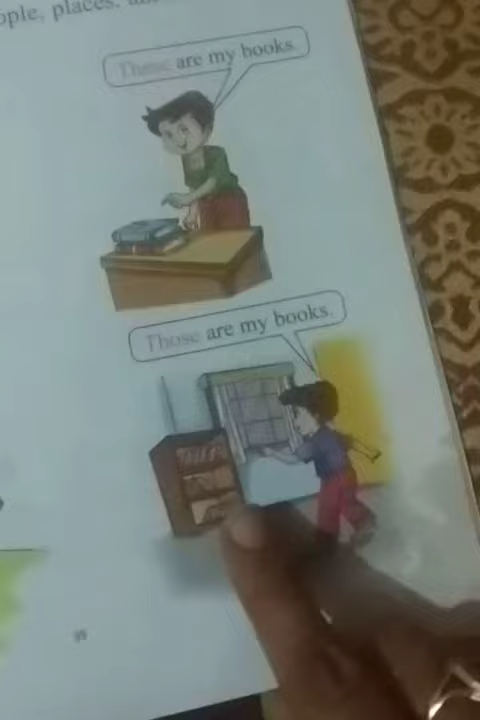 ople, places,
These are my books.
Those are my books.